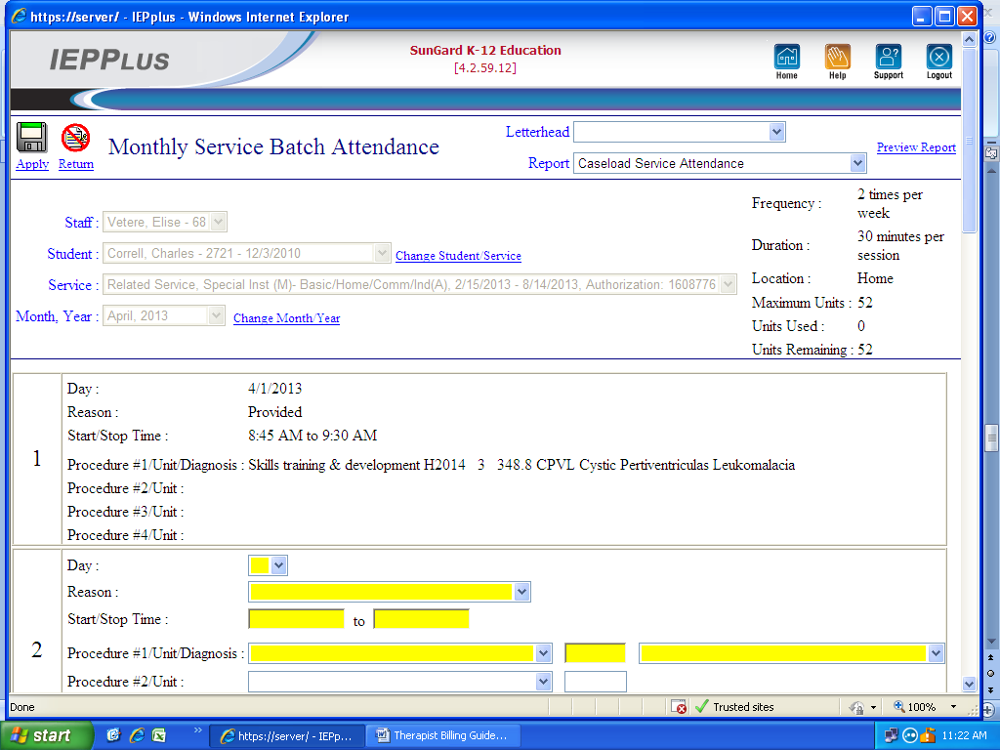 https://server/ - IEPplus - Windows Internet Explorer
IEPPLUS
SunGard K-12 Education
[4.2.59.12]
Home Help Support Logout
Apply Return
Monthly Service Batch Attendance
Letterhead
Report Caseload Service Attendance
Preview Report
Staff : Vetere, Elise - 68
Student : Correll, Charles - 2721 - 12/3/2010 Change Student/Service
Service : Related Service, Special Inst (M)- Basic/Home/Comm/Ind(A), 2/15/2013 - 8/14/2013, Authorization: 1608776
Month, Year : April, 2013 Change Month/Year
Frequency : 2 times per
week
Duration : 30 minutes per
session
Location : Home
Maximum Units : 52
Units Used : 0
Units Remaining : 52
1
Day : 4/1/2013
Reason : Provided
Start/Stop Time : 8:45 AM to 9:30 AM
Procedure #1/Unit/Diagnosis : Skills training & development H2014 3 348.8 CPVL Cystic Pertiventriculas Leukomalacia
Procedure #2/Unit :
Procedure #3/Unit :
Procedure #4/Unit :
2
Day :
Reason :
Start/Stop Time : to
Procedure #1/Unit/Diagnosis :
Procedure #2/Unit :
Done Trusted sites 100%
start https://server/ - IEPp... Therapist Billing Guide... 11:22 AM